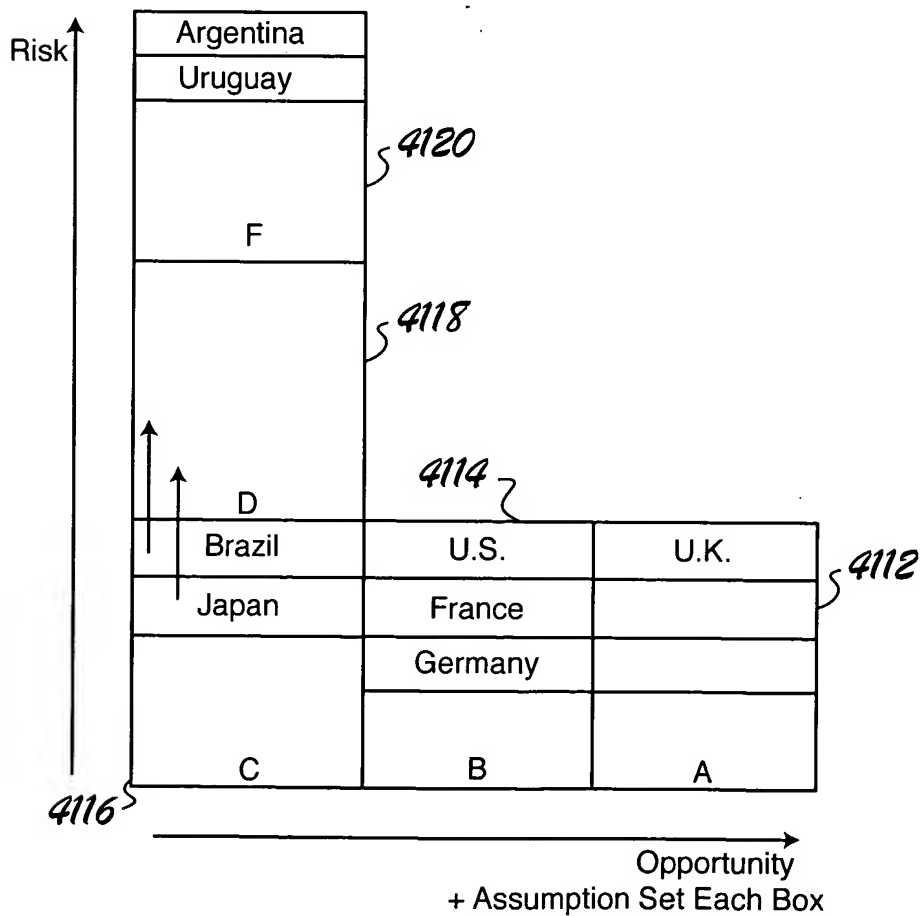 Risk
Argentina
Uruguay
4120
F
4118
D
4114
Brazil
U.S.
U.K.
4112
Japan
France
Germany
C
B
A
4116
Opportunity
+ Assumption Set Each Box